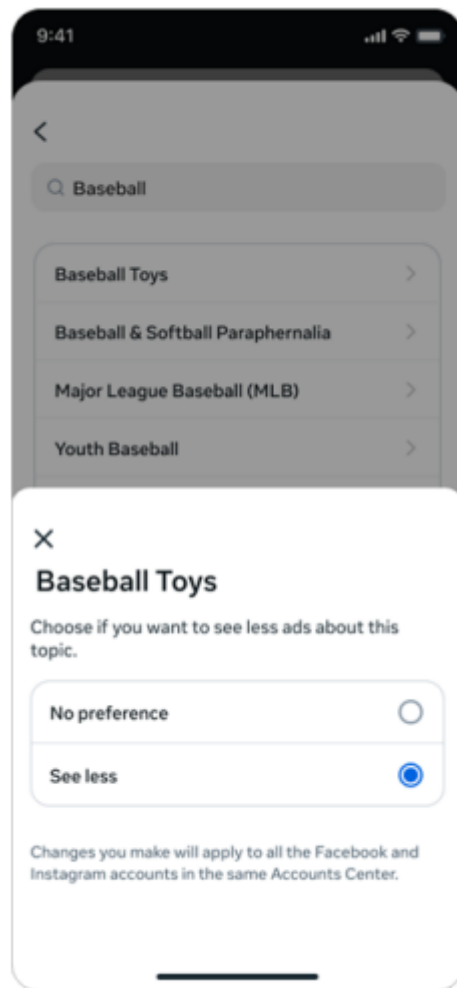 9:41
Baseball
Baseball Toys
Baseball & Softball Paraphernalia
Major League Baseball (MLB)
Youth Baseball
Baseball Toys
Choose if you want to see less ads about this
topic.
No preference
See less
Changes you make will apply to all the Facebook and
Instagram accounts in the same Accounts Center.